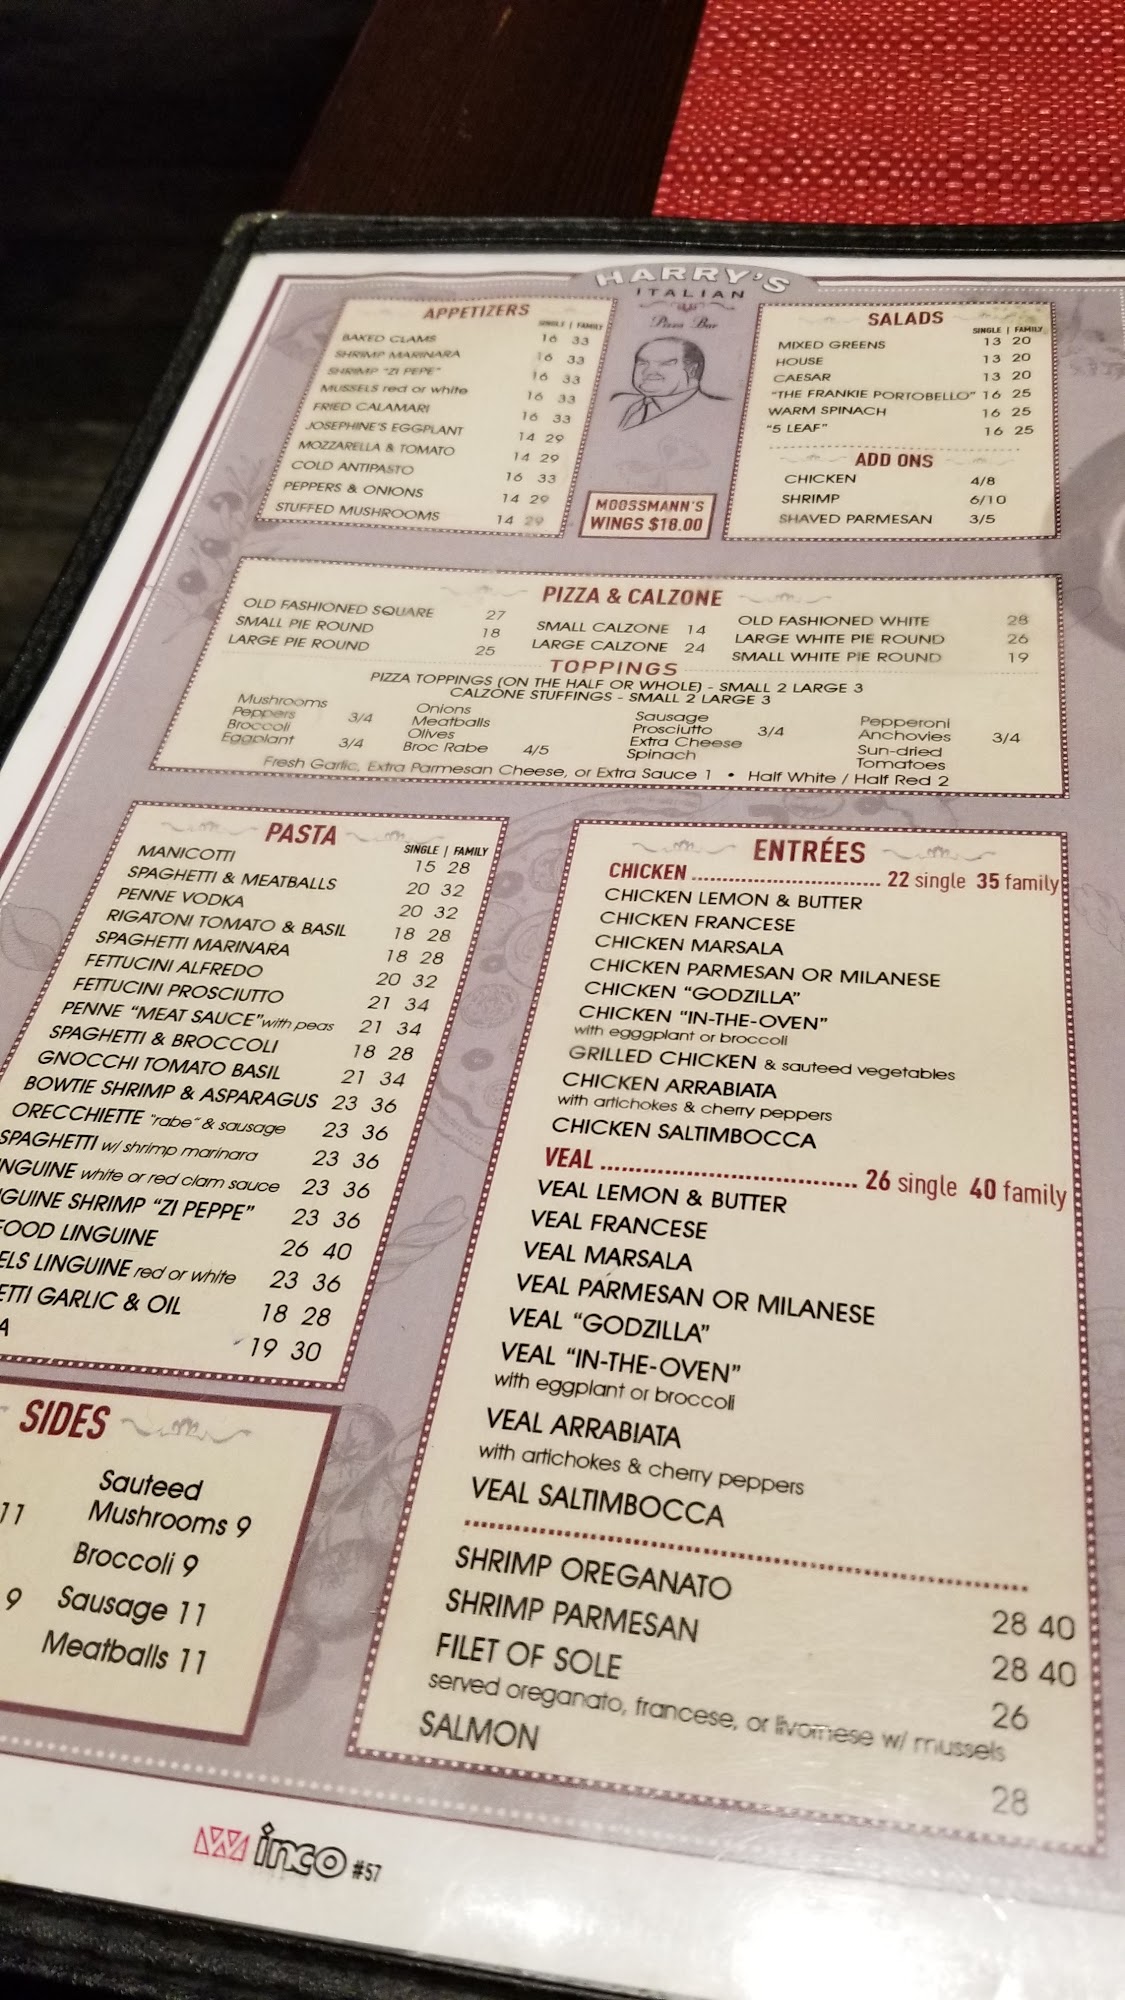 HARRY'S
ITALIAN
Pizza Bar
APPETIZERS
SINGLE | FAMILY
BAKED CLAMS 16 33
SHRIMP MARINARA 16 33
SHRIMP "ZI PEPE" 16 33
MUSSELS red or white 16 33
FRIED CALAMARI 16 33
JOSEPHINE'S EGGPLANT 14 29
MOZZARELLA & TOMATO 14 29
COLD ANTIPASTO 16 33
PEPPERS & ONIONS 14 29
STUFFED MUSHROOMS 14 29
MOOSSMANN'S
WINGS $18.00
SALADS
SINGLE | FAMILY
MIXED GREENS 13 20
HOUSE 13 20
CAESAR 13 20
"THE FRANKIE PORTOBELLO" 16 25
WARM SPINACH 16 25
"5 LEAF" 16 25
ADD ONS
CHICKEN 4/8
SHRIMP 6/10
SHAVED PARMESAN 3/5
PIZZA & CALZONE
OLD FASHIONED SQUARE 27
SMALL PIE ROUND 18
LARGE PIE ROUND 25
SMALL CALZONE 14
LARGE CALZONE 24
OLD FASHIONED WHITE 28
LARGE WHITE PIE ROUND 26
SMALL WHITE PIE ROUND 19
TOPPINGS
PIZZA TOPPINGS (ON THE HALF OR WHOLE) - SMALL 2 LARGE 3
CALZONE STUFFINGS - SMALL 2 LARGE 3
Mushrooms
Peppers 3/4
Broccoli
Eggplant 3/4
Onions
Meatballs
Olives
Broc Rabe 4/5
Sausage
Prosciutto 3/4
Extra Cheese
Spinach
Pepperoni
Anchovies 3/4
Sun-dried
Tomatoes
Fresh Garlic, Extra Parmesan Cheese, or Extra Sauce 1 • Half White / Half Red 2
PASTA
SINGLE | FAMILY
MANICOTTI 15 28
SPAGHETTI & MEATBALLS 20 32
PENNE VODKA 20 32
RIGATONI TOMATO & BASIL 18 28
SPAGHETTI MARINARA 18 28
FETTUCINI ALFREDO 20 32
FETTUCINI PROSCIUTTO 21 34
PENNE "MEAT SAUCE" with peas 21 34
SPAGHETTI & BROCCOLI 18 28
GNOCCHI TOMATO BASIL 21 34
BOWTIE SHRIMP & ASPARAGUS 23 36
ORECCHIETTE "rabe" & sausage 23 36
SPAGHETTI w/ shrimp marinara 23 36
NGUINE white or red clam sauce 23 36
GUINE SHRIMP "ZI PEPPE" 23 36
FOOD LINGUINE 26 40
ELS LINGUINE red or white 23 36
ETTI GARLIC & OIL 18 28
A 19 30
SIDES
11
9
Sauteed
Mushrooms 9
Broccoli 9
Sausage 11
Meatballs 11
ENTRÉES
CHICKEN ........................... 22 single 35 family
CHICKEN LEMON & BUTTER
CHICKEN FRANCESE
CHICKEN MARSALA
CHICKEN PARMESAN OR MILANESE
CHICKEN "GODZILLA"
CHICKEN "IN-THE-OVEN"
with egggplant or broccoli
GRILLED CHICKEN & sauteed vegetables
CHICKEN ARRABIATA
with artichokes & cherry peppers
CHICKEN SALTIMBOCCA
VEAL ................................. 26 single 40 family
VEAL LEMON & BUTTER
VEAL FRANCESE
VEAL MARSALA
VEAL PARMESAN OR MILANESE
VEAL "GODZILLA"
VEAL "IN-THE-OVEN"
with eggplant or broccoli
VEAL ARRABIATA
with artichokes & cherry peppers
VEAL SALTIMBOCCA
SHRIMP OREGANATO 28 40
SHRIMP PARMESAN 28 40
FILET OF SOLE 26
served oreganato, francese, or livornese w/ mussels
SALMON 28
Winco #57